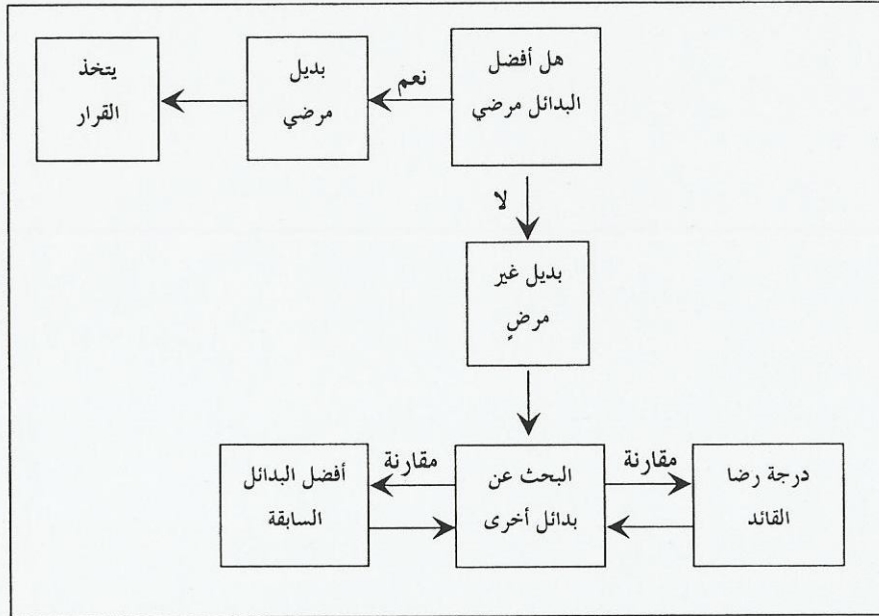 هل أفضل
البدائل مرضي
نعم
بديل
مرضي
يتخذ
القرار
لا
بديل غير
مرضٍ
درجة رضا
القائد
مقارنة
البحث عن
بدائل أخرى
مقارنة
أفضل البدائل
السابقة